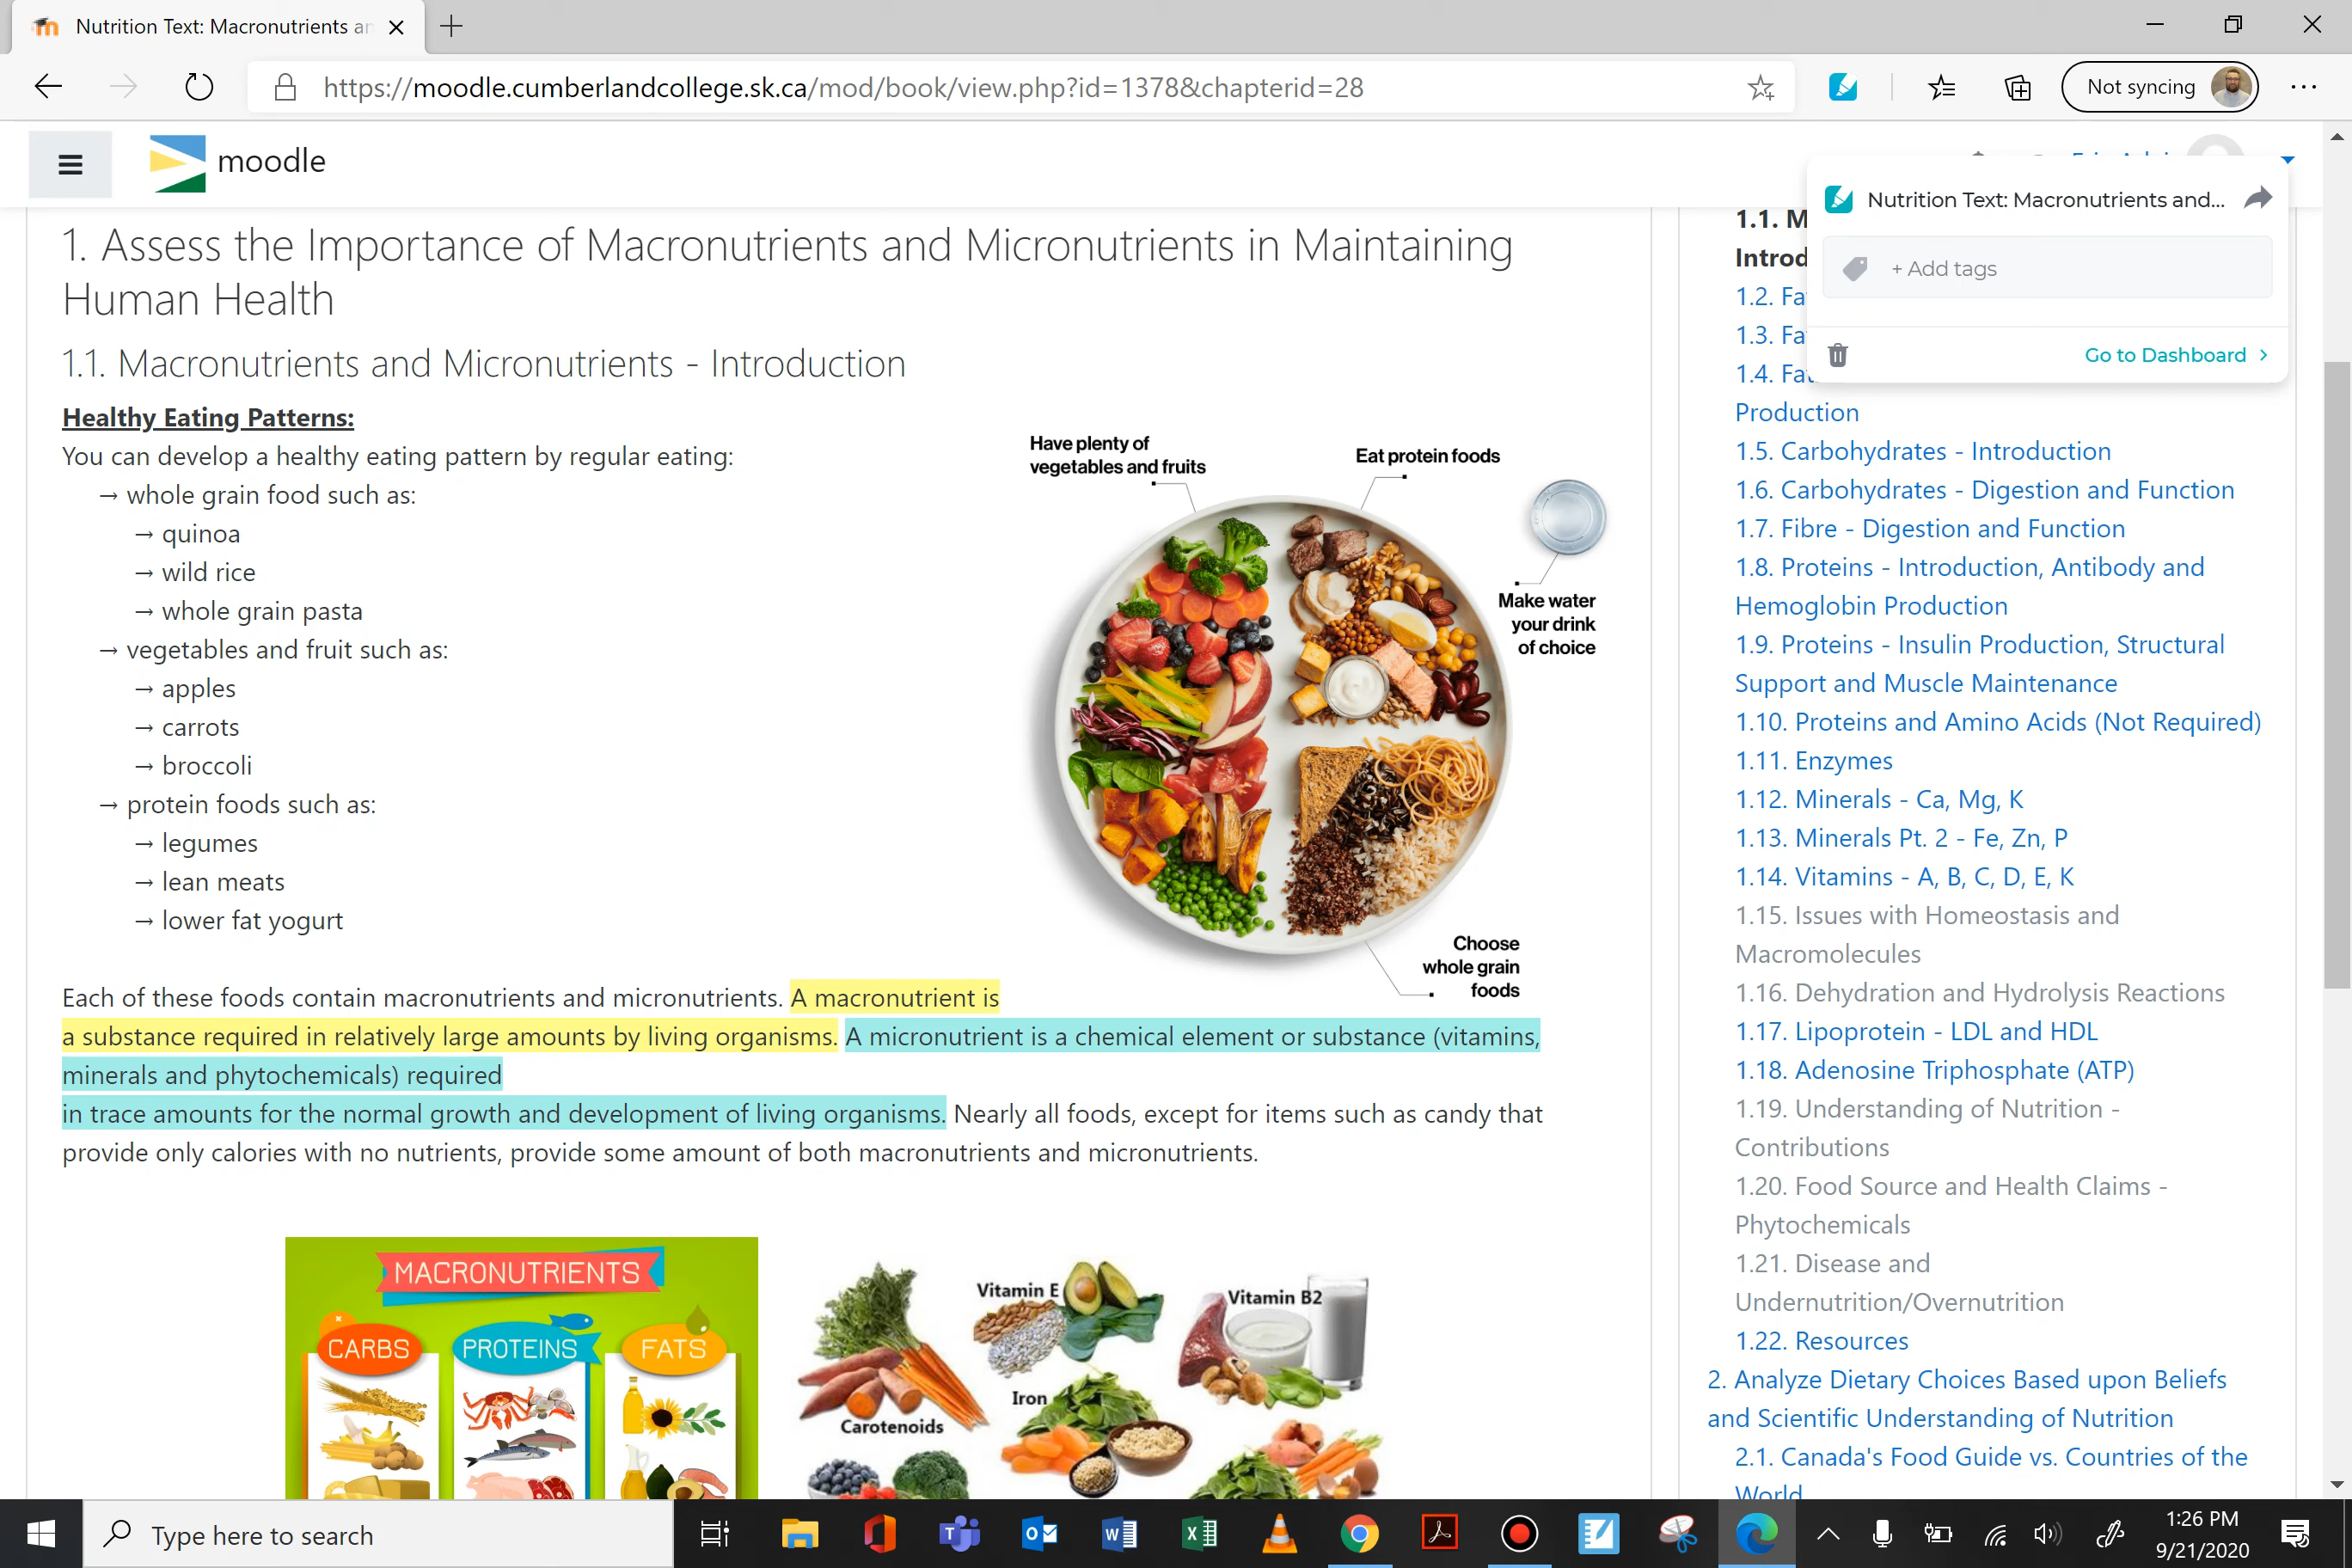 Nutrition Text: Macronutrients an
https://moodle.cumberlandcollege.sk.ca/mod/book/view.php?id=1378&chapterid=28
Not syncing
moodle
Nutrition Text: Macronutrients and...
+ Add tags
Go to Dashboard
1. Assess the Importance of Macronutrients and Micronutrients in Maintaining
Human Health
1.1. Macronutrients and Micronutrients - Introduction
Healthy Eating Patterns:
You can develop a healthy eating pattern by regular eating:
→ whole grain food such as:
→ quinoa
→ wild rice
→ whole grain pasta
→ vegetables and fruit such as:
→ apples
→ carrots
→ broccoli
→ protein foods such as:
→ legumes
→ lean meats
→ lower fat yogurt
Have plenty of
vegetables and fruits
Eat protein foods
Make water
your drink
of choice
Choose
whole grain
foods
Each of these foods contain macronutrients and micronutrients. A macronutrient is
a substance required in relatively large amounts by living organisms. A micronutrient is a chemical element or substance (vitamins,
minerals and phytochemicals) required
in trace amounts for the normal growth and development of living organisms. Nearly all foods, except for items such as candy that
provide only calories with no nutrients, provide some amount of both macronutrients and micronutrients.
MACRONUTRIENTS
CARBS PROTEINS FATS
Vitamin E
Vitamin B2
Iron
Carotenoids
1.1. M
Introd
1.2. Fa
1.3. Fa
1.4. Fat
Production
1.5. Carbohydrates - Introduction
1.6. Carbohydrates - Digestion and Function
1.7. Fibre - Digestion and Function
1.8. Proteins - Introduction, Antibody and
Hemoglobin Production
1.9. Proteins - Insulin Production, Structural
Support and Muscle Maintenance
1.10. Proteins and Amino Acids (Not Required)
1.11. Enzymes
1.12. Minerals - Ca, Mg, K
1.13. Minerals Pt. 2 - Fe, Zn, P
1.14. Vitamins - A, B, C, D, E, K
1.15. Issues with Homeostasis and
Macromolecules
1.16. Dehydration and Hydrolysis Reactions
1.17. Lipoprotein - LDL and HDL
1.18. Adenosine Triphosphate (ATP)
1.19. Understanding of Nutrition -
Contributions
1.20. Food Source and Health Claims -
Phytochemicals
1.21. Disease and
Undernutrition/Overnutrition
1.22. Resources
2. Analyze Dietary Choices Based upon Beliefs
and Scientific Understanding of Nutrition
2.1. Canada's Food Guide vs. Countries of the
World
Type here to search
1:26 PM
9/21/2020